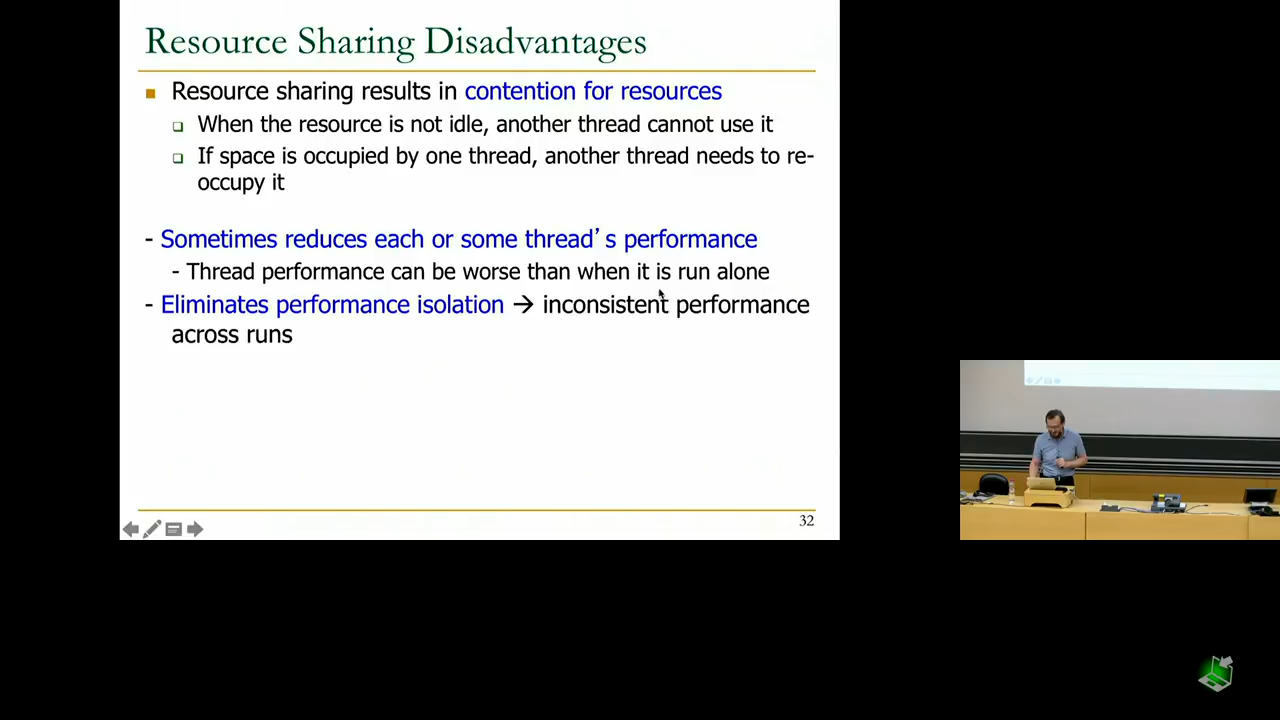 Resource Sharing Disadvantages
Resource sharing results in contention for resources
When the resource is not idle, another thread cannot use it
If space is occupied by one thread, another thread needs to re-
occupy it
- Sometimes reduces each or some thread’s performance
- Thread performance can be worse than when it is run alone
- Eliminates performance isolation → inconsistent performance
across runs
32